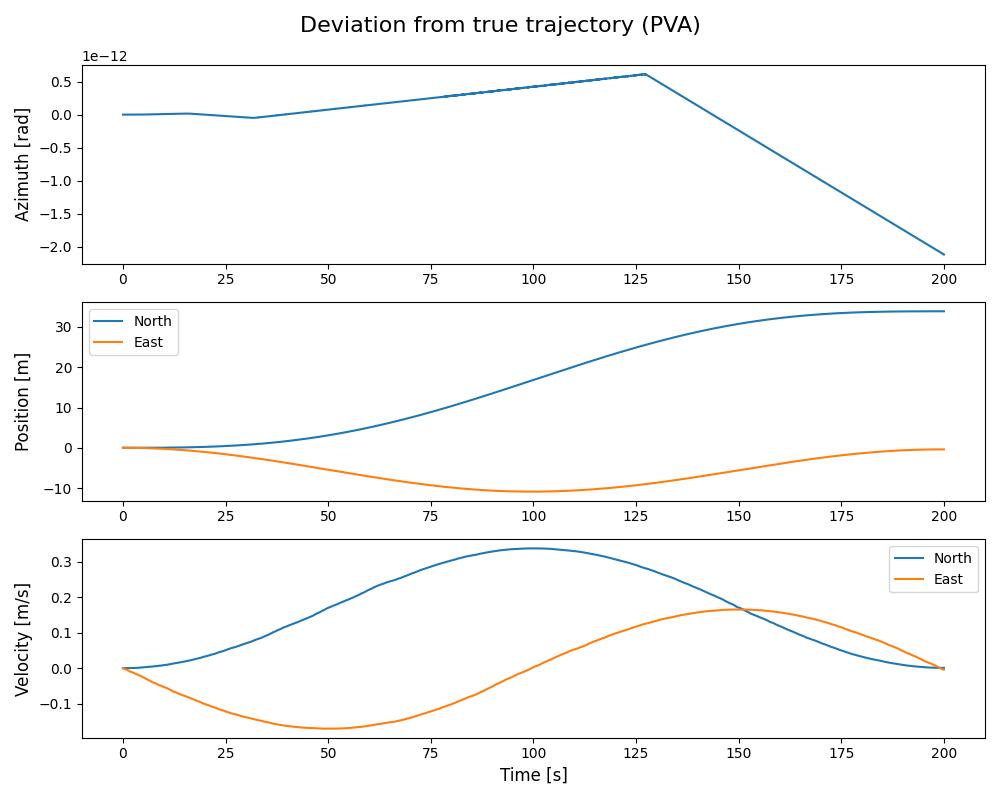 Deviation from true trajectory (PVA)
1e−12
Azimuth [rad]
0.5
0.0
−0.5
−1.0
−1.5
−2.0
0 25 50 75 100 125 150 175 200
Position [m]
30
20
10
0
−10
North
East
0 25 50 75 100 125 150 175 200
Velocity [m/s]
0.3
0.2
0.1
0.0
−0.1
North
East
0 25 50 75 100 125 150 175 200
Time [s]